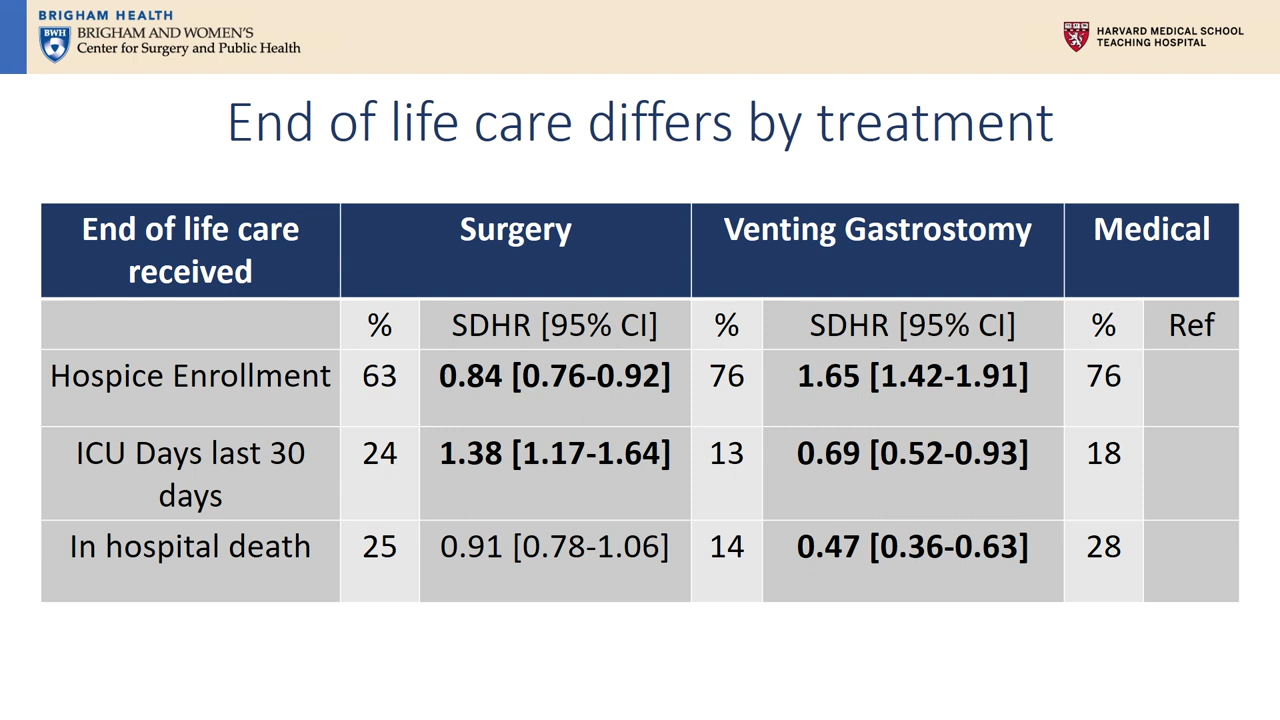 BRIGHAM HEALTH
BWH
BRIGHAM AND WOMEN'S
Center for Surgery and Public Health
HARVARD MEDICAL SCHOOL
TEACHING HOSPITAL
End of life care differs by treatment
End of life care received Surgery Venting Gastrostomy Medical
% SDHR [95% CI] % SDHR [95% CI] % Ref
Hospice Enrollment 63 0.84 [0.76-0.92] 76 1.65 [1.42-1.91] 76
ICU Days last 30 days 24 1.38 [1.17-1.64] 13 0.69 [0.52-0.93] 18
In hospital death 25 0.91 [0.78-1.06] 14 0.47 [0.36-0.63] 28